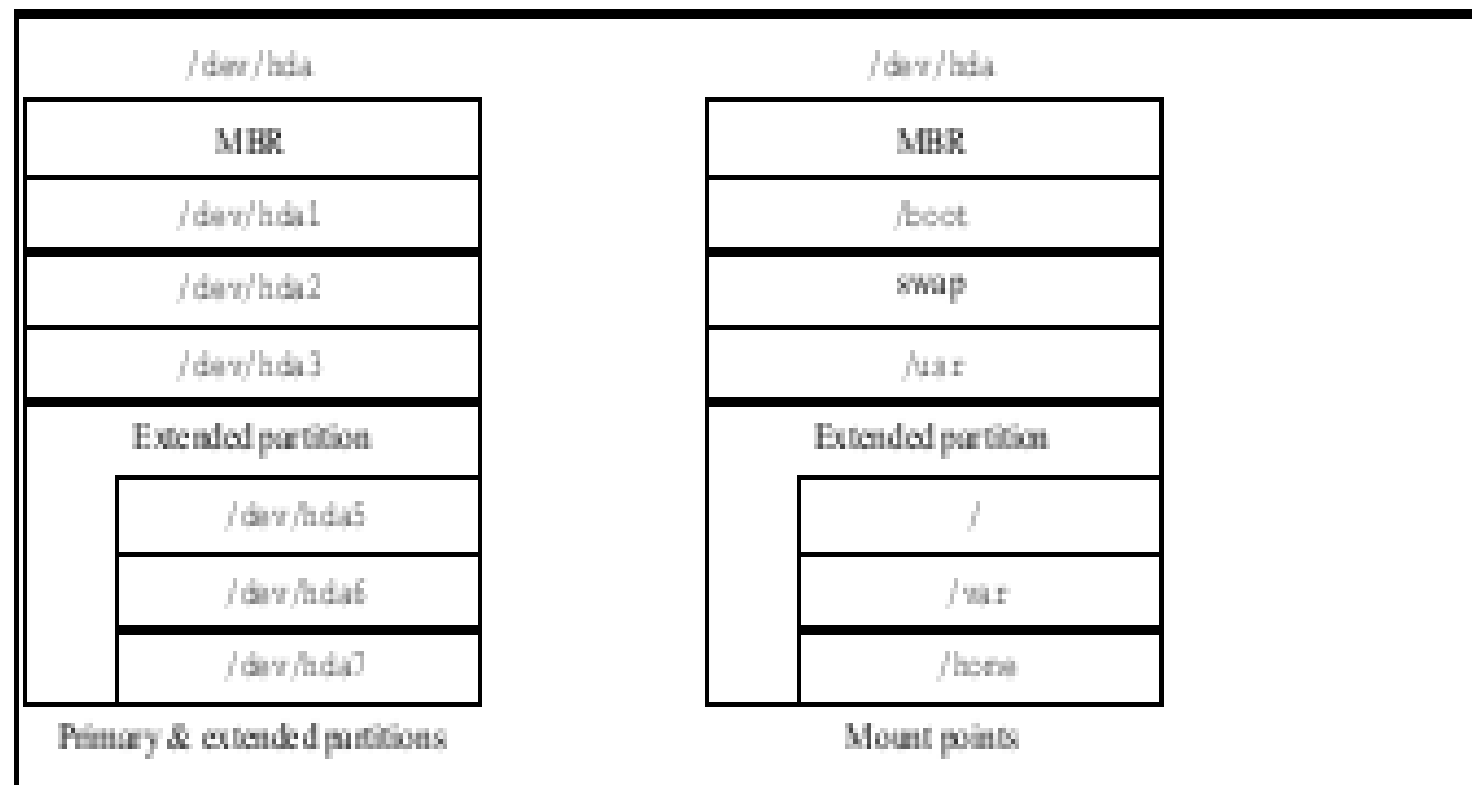 /dev/hda
MBR
/dev/hda1
/dev/hda2
/dev/hda3
Extended partition
/dev/hda5
/dev/hda6
/dev/hda7
Primary & extended partitions
/dev/hda
MBR
/boot
swap
/usr
Extended partition
/
/var
/home
Mount points